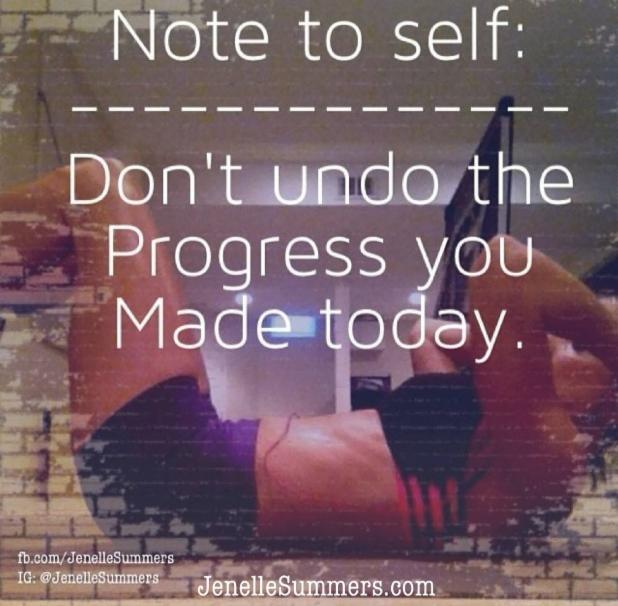 Note to self:
Don't undo the
Progress you
Made today.
fb.com/JenelleSummers
IG: @JenelleSummers
JenelleSummers.com